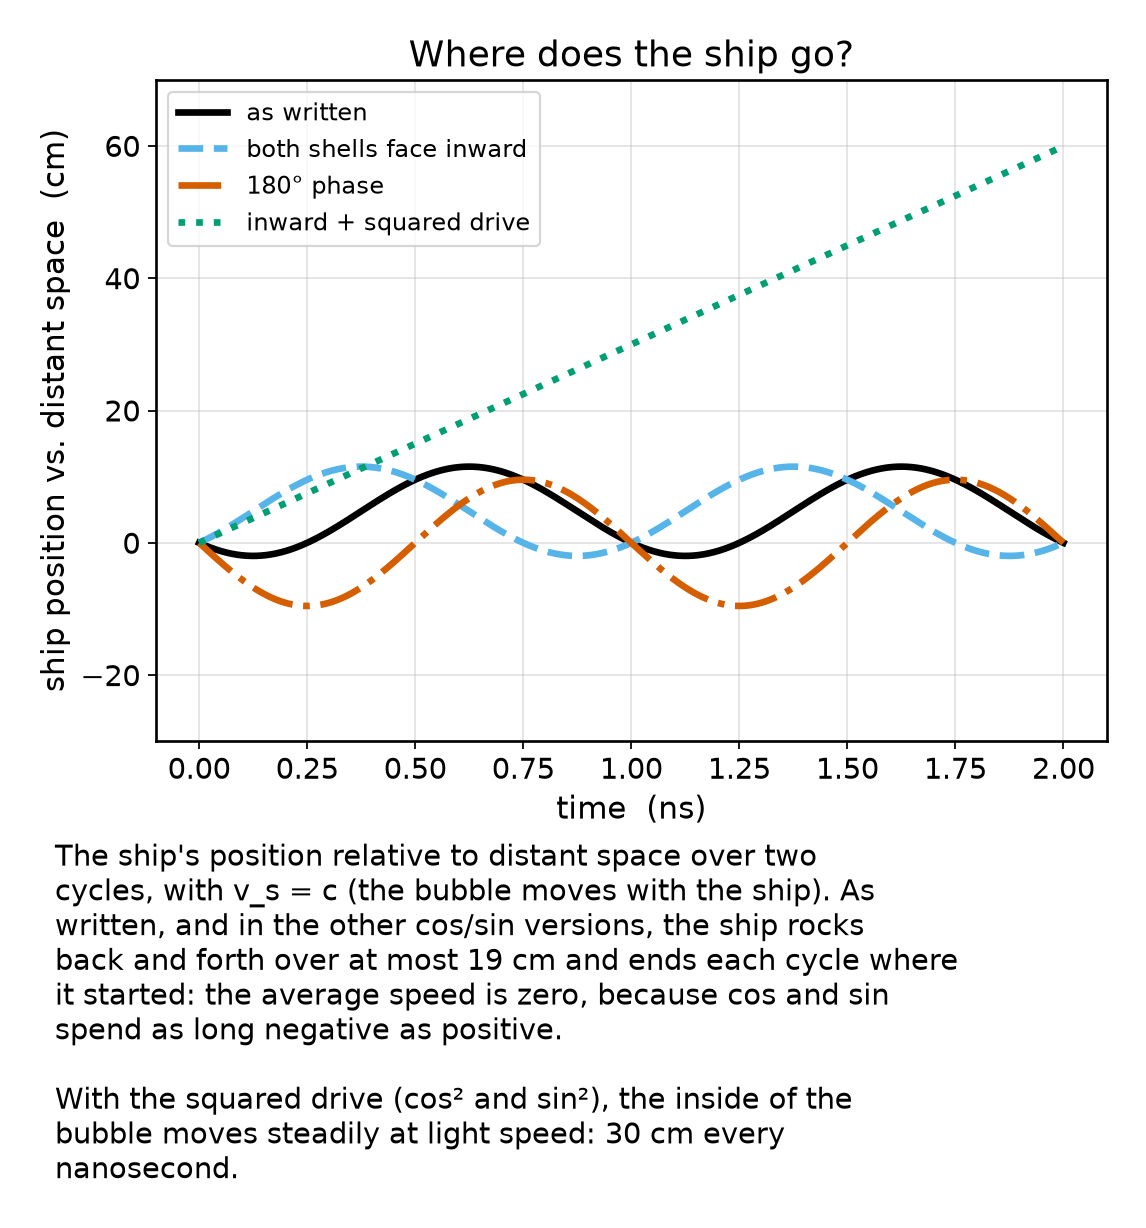 Where does the ship go?
as written
both shells face inward
180° phase
inward + squared drive
ship position vs. distant space  (cm)
60
40
20
0
−20
0.00 0.25 0.50 0.75 1.00 1.25 1.50 1.75 2.00
time  (ns)
The ship's position relative to distant space over two
cycles, with v_s = c (the bubble moves with the ship). As
written, and in the other cos/sin versions, the ship rocks
back and forth over at most 19 cm and ends each cycle where
it started: the average speed is zero, because cos and sin
spend as long negative as positive.
With the squared drive (cos² and sin²), the inside of the
bubble moves steadily at light speed: 30 cm every
nanosecond.